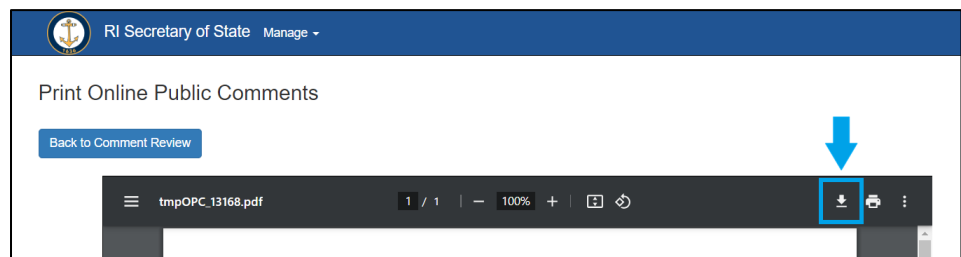 RI Secretary of State Manage
Print Online Public Comments
Back to Comment Review
tmpOPC_13168.pdf 1 / 1 | − 100% + |